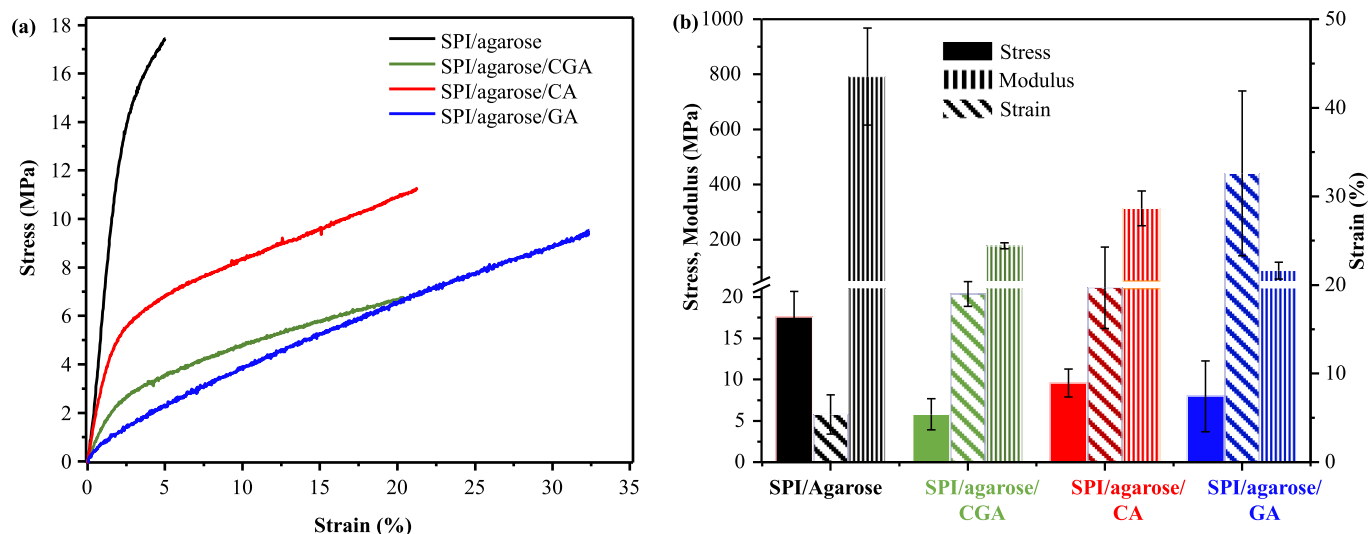 (a)
18
16
14
12
10
8
6
4
2
0
Stress (MPa)
SPI/agarose
SPI/agarose/CGA
SPI/agarose/CA
SPI/agarose/GA
0
5
10
15
20
25
30
35
Strain (%)
(b)
1000
800
600
400
200
20
15
10
5
0
Stress, Modulus (MPa)
Stress
Modulus
Strain
50
40
30
20
10
0
Strain (%)
SPI/Agarose
SPI/agarose/
CGA
SPI/agarose/
CA
SPI/agarose/
GA